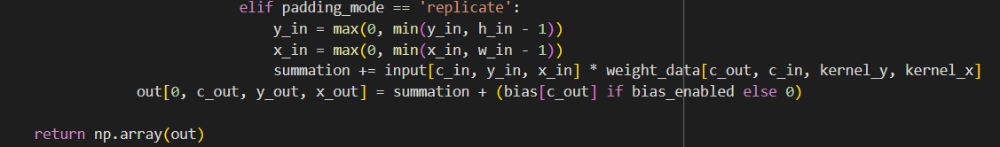 elif padding_mode == 'replicate':
y_in = max(0, min(y_in, h_in - 1))
x_in = max(0, min(x_in, w_in - 1))
summation += input[c_in, y_in, x_in] * weight_data[c_out, c_in, kernel_y, kernel_x]
out[0, c_out, y_out, x_out] = summation + (bias[c_out] if bias_enabled else 0)
return np.array(out)